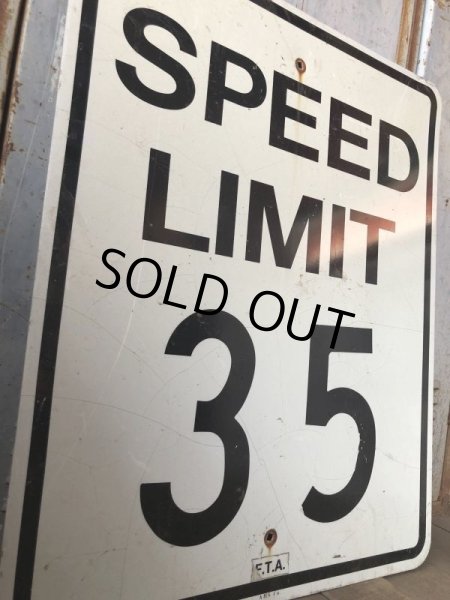 SPEED
LIMIT
SOLD OUT
35
F.T.A.